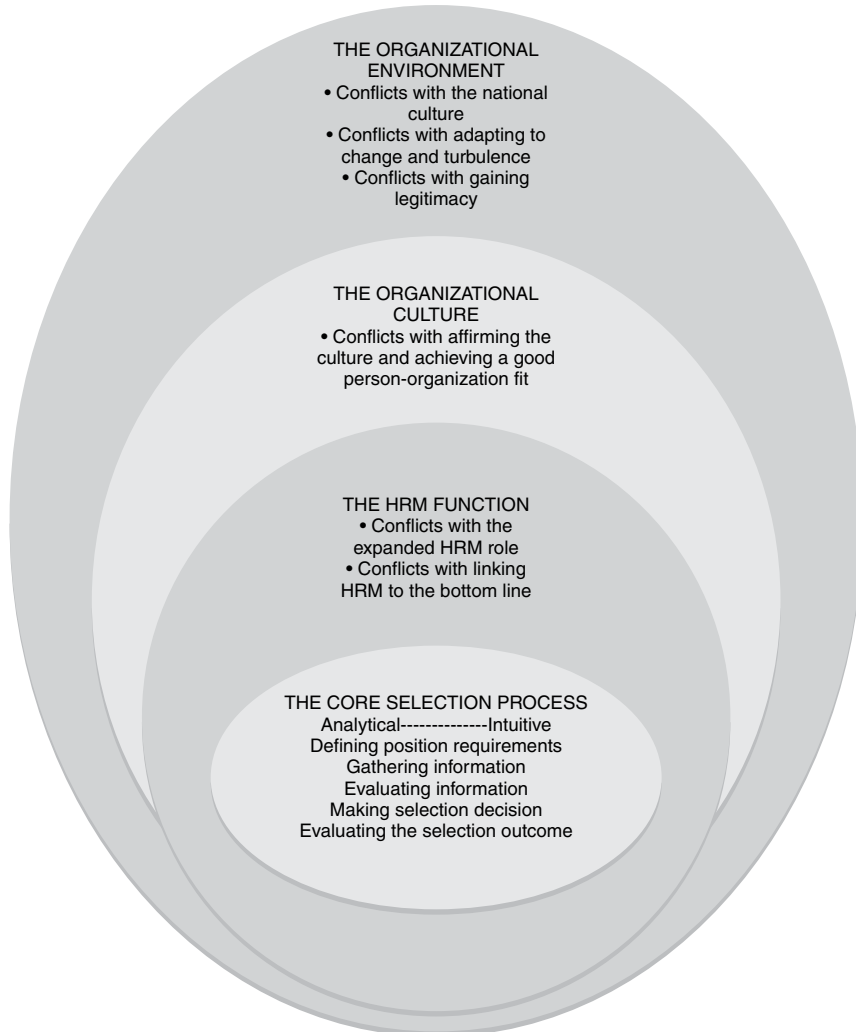 THE ORGANIZATIONAL
ENVIRONMENT
• Conflicts with the national
culture
• Conflicts with adapting to
change and turbulence
• Conflicts with gaining
legitimacy
THE ORGANIZATIONAL
CULTURE
• Conflicts with affirming the
culture and achieving a good
person-organization fit
THE HRM FUNCTION
• Conflicts with the
expanded HRM role
• Conflicts with linking
HRM to the bottom line
THE CORE SELECTION PROCESS
Analytical--------------Intuitive
Defining position requirements
Gathering information
Evaluating information
Making selection decision
Evaluating the selection outcome